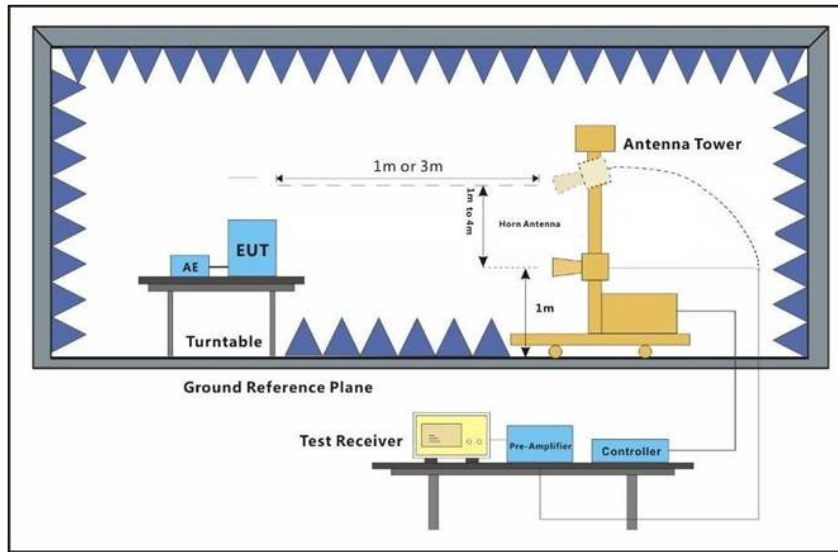 Antenna Tower
1m or 3m
1m to 4m
Horn Antenna
EUT
AE
1m
Turntable
Ground Reference Plane
Test Receiver
Pre-Amplifier
Controller